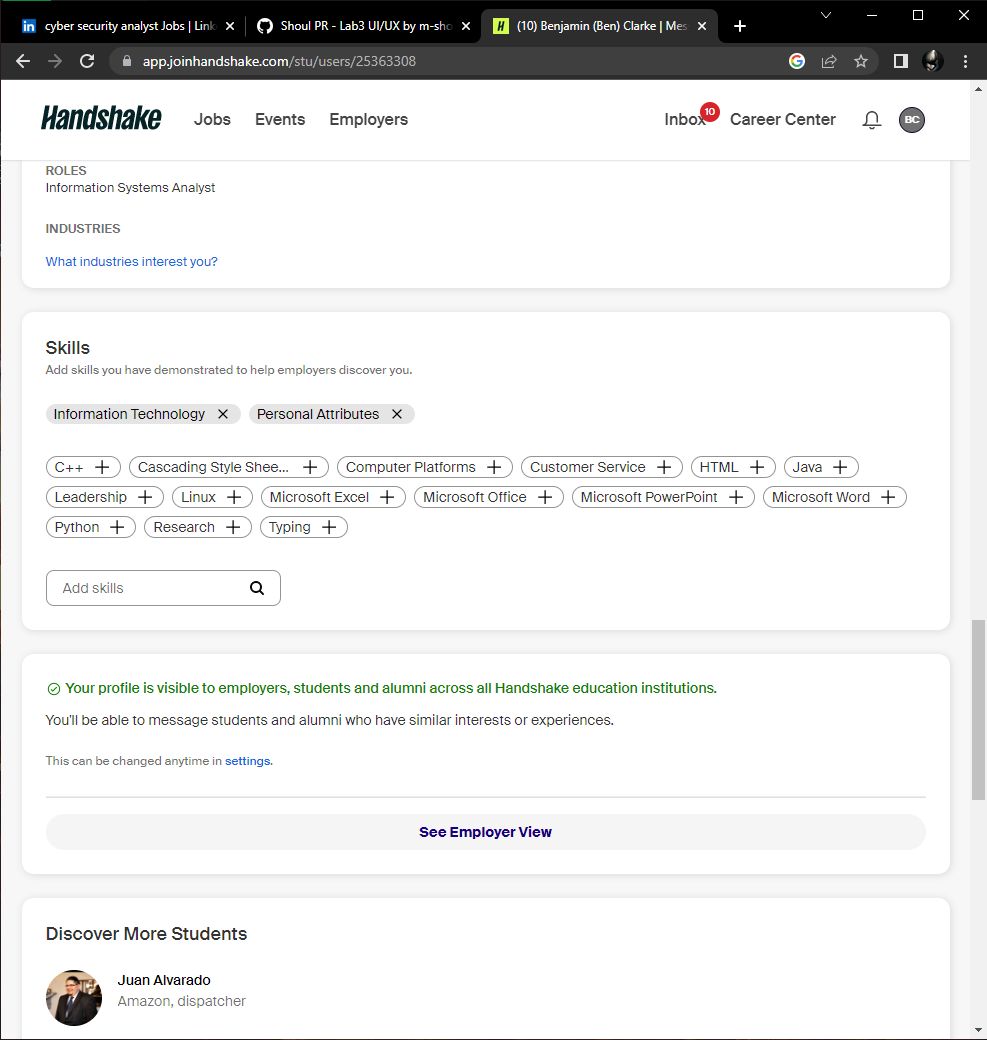 cyber security analyst Jobs | Link
Shoul PR - Lab3 UI/UX by m-sho
(10) Benjamin (Ben) Clarke | Mes
app.joinhandshake.com/stu/users/25363308
Handshake Jobs Events Employers Inbox 10 Career Center BC
ROLES
Information Systems Analyst
INDUSTRIES
What industries interest you?
Skills
Add skills you have demonstrated to help employers discover you.
Information Technology Personal Attributes
C++ Cascading Style Shee... Computer Platforms Customer Service HTML Java
Leadership Linux Microsoft Excel Microsoft Office Microsoft PowerPoint Microsoft Word
Python Research Typing
Add skills
Your profile is visible to employers, students and alumni across all Handshake education institutions.
You'll be able to message students and alumni who have similar interests or experiences.
This can be changed anytime in settings.
See Employer View
Discover More Students
Juan Alvarado
Amazon, dispatcher